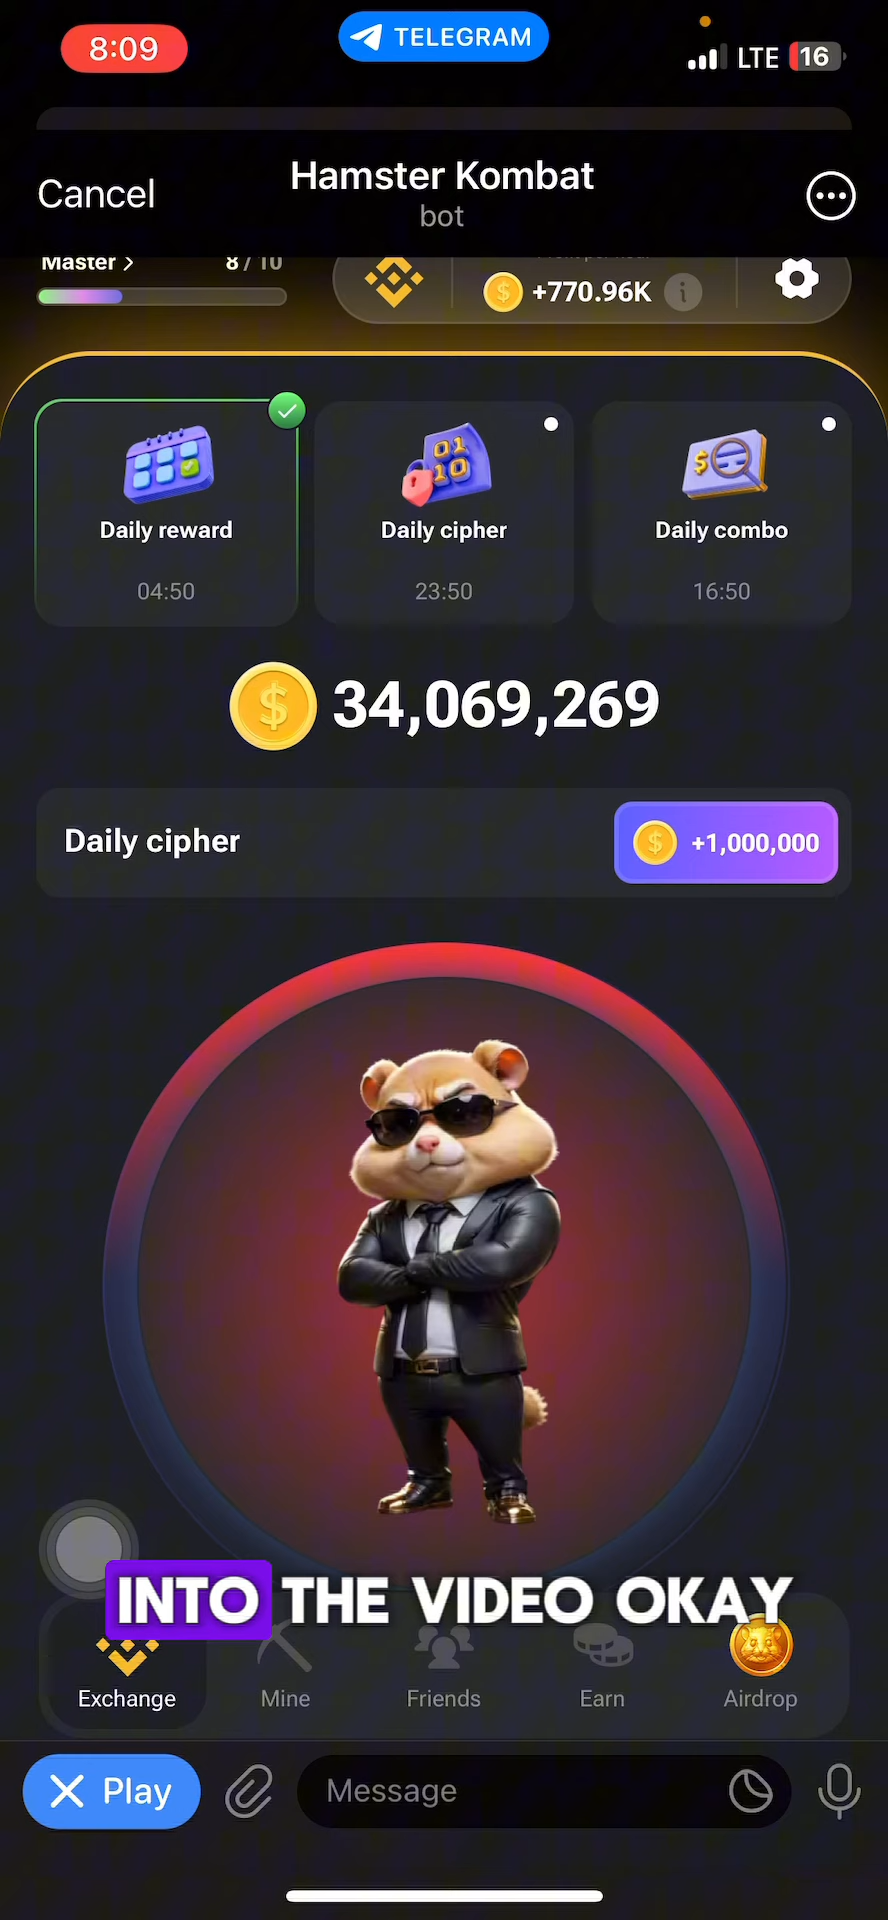 8:09
TELEGRAM
LTE 16
Cancel
Hamster Kombat
bot
Master >
8 / 10
+770.96K
Daily reward
04:50
Daily cipher
23:50
Daily combo
16:50
34,069,269
Daily cipher
+1,000,000
INTO THE VIDEO OKAY
Exchange
Mine
Friends
Earn
Airdrop
Play
Message